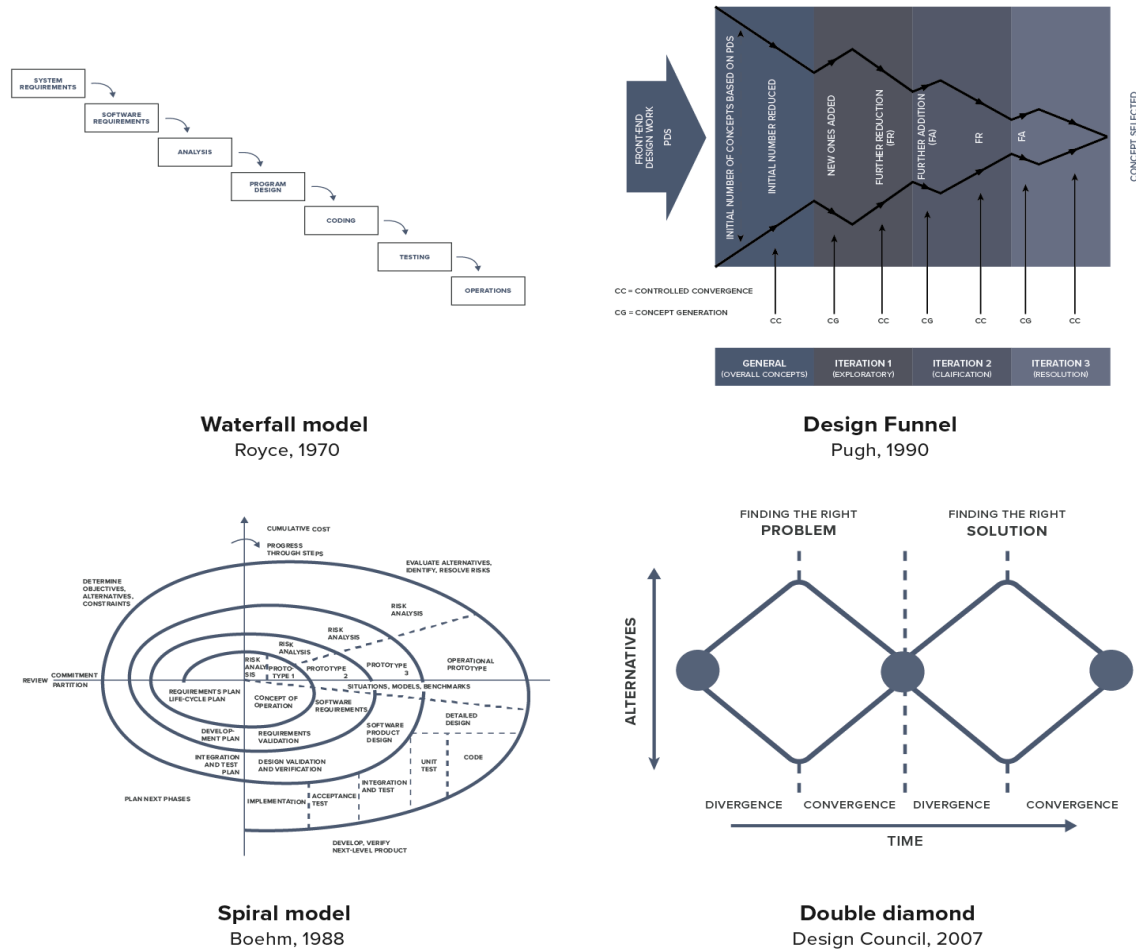 SYSTEM
REQUIREMENTS
SOFTWARE
REQUIREMENTS
ANALYSIS
PROGRAM
DESIGN
CODING
TESTING
OPERATIONS
Waterfall model
Royce, 1970
FRONT-END
DESIGN WORK
PDS
INITIAL NUMBER OF CONCEPTS BASED ON PDS
INITIAL NUMBER REDUCED
NEW ONES ADDED
FURTHER REDUCTION
(FR)
FURTHER ADDITION
(FA)
FR
FA
CONCEPT SELECTED
CC = CONTROLLED CONVERGENCE
CG = CONCEPT GENERATION
CC
CG
CC
CG
CC
CG
CC
GENERAL
(OVERALL CONCEPTS)
ITERATION 1
(EXPLORATORY)
ITERATION 2
(CLAIFICATION)
ITERATION 3
(RESOLUTION)
Design Funnel
Pugh, 1990
CUMULATIVE COST
PROGRESS
THROUGH STEPS
EVALUATE ALTERNATIVES,
IDENTIFY, RESOLVE RISKS
DETERMINE
OBJECTIVES,
ALTERNATIVES,
CONSTRAINTS
RISK
ANALYSIS
RISK
ANALYSIS
RISK
ANALYSIS
RISK
ANALY-
SIS
PROTO-
TYPE 1
PROTOTYPE
2
PROTOTYPE
3
OPERATIONAL
PROTOTYPE
REVIEW
COMMITMENT
PARTITION
SITUATIONS, MODELS, BENCHMARKS
REQUIREMENTS PLAN
LIFE-CYCLE PLAN
CONCEPT OF
OPERATION
SOFTWARE
REQUIREMENTS
SOFTWARE
PRODUCT
DESIGN
DETAILED
DESIGN
DEVELOP-
MENT PLAN
REQUIREMENTS
VALIDATION
INTEGRATION
AND TEST
PLAN
DESIGN VALIDATION
AND VERIFICATION
UNIT
TEST
CODE
INTEGRATION
AND TEST
ACCEPTANCE
TEST
IMPLEMENTATION
PLAN NEXT PHASES
DEVELOP, VERIFY
NEXT-LEVEL PRODUCT
Spiral model
Boehm, 1988
FINDING THE RIGHT
PROBLEM
FINDING THE RIGHT
SOLUTION
ALTERNATIVES
DIVERGENCE
CONVERGENCE
DIVERGENCE
CONVERGENCE
TIME
Double diamond
Design Council, 2007